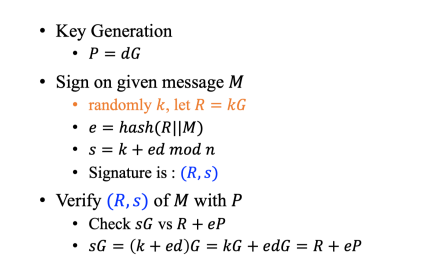 • Key Generation
• P = dG
• Sign on given message M
• randomly k, let R = kG
• e = hash(R||M)
• s = k + ed mod n
• Signature is : (R, s)
• Verify (R, s) of M with P
• Check sG vs R + eP
• sG = (k + ed)G = kG + edG = R + eP